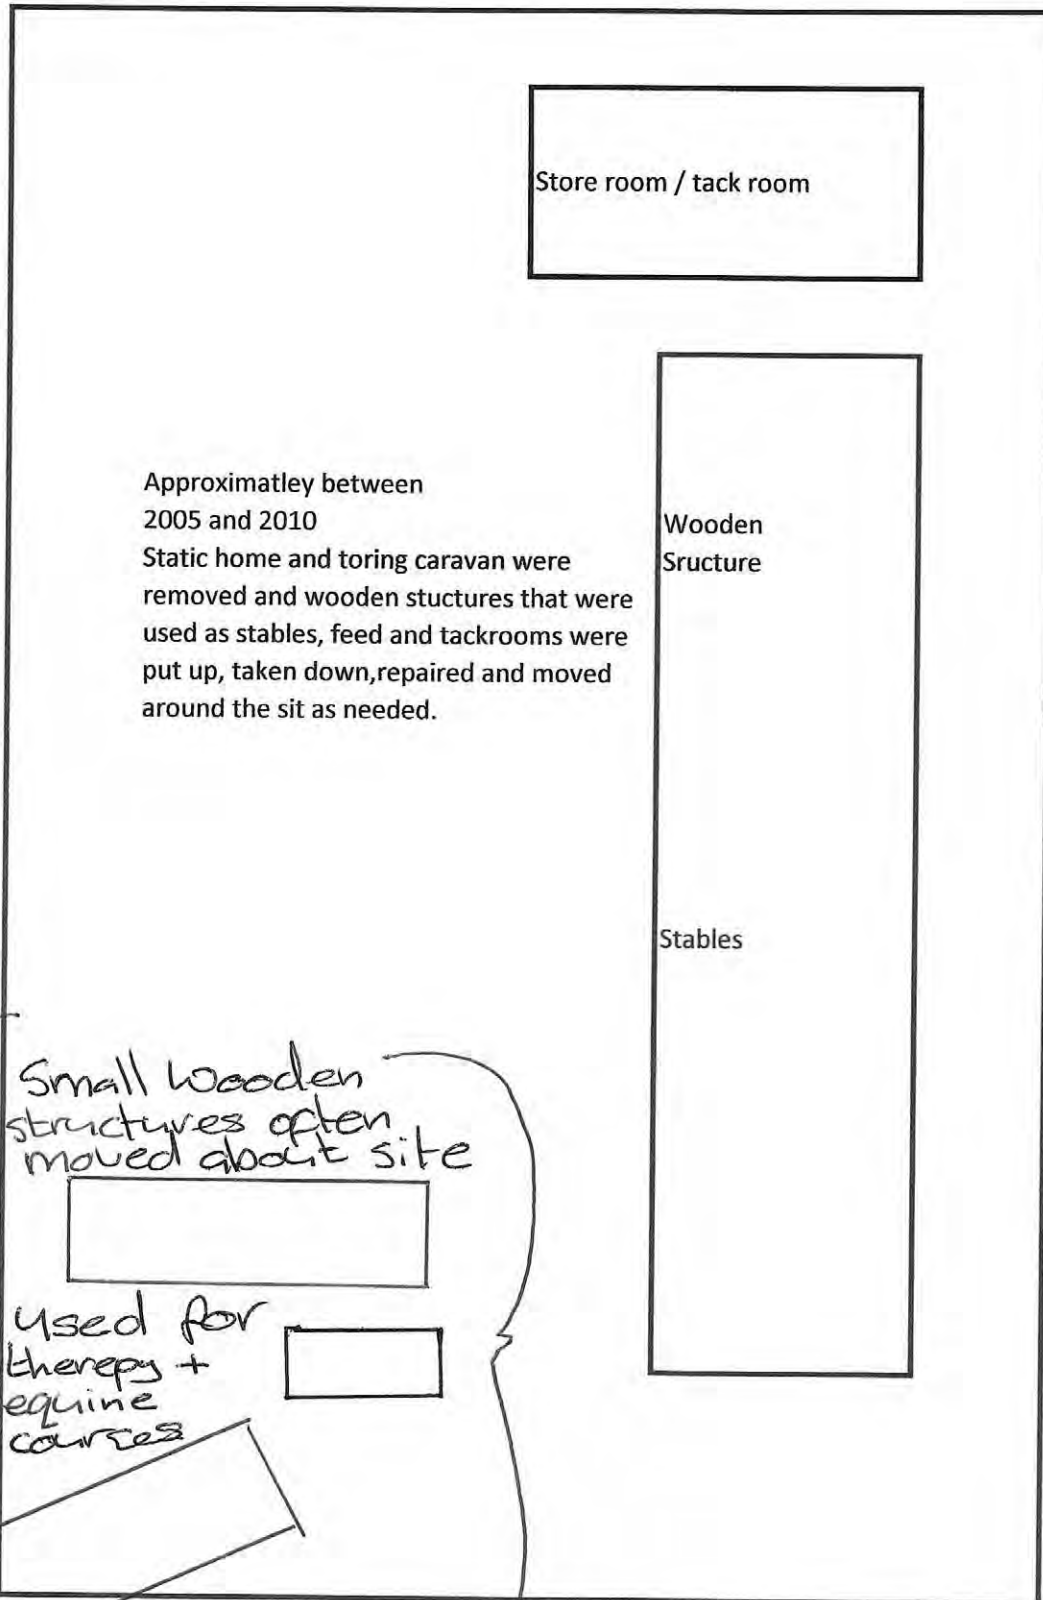 Store room / tack room
Approximatley between
2005 and 2010
Static home and toring caravan were
removed and wooden stuctures that were
used as stables, feed and tackrooms were
put up, taken down,repaired and moved
around the sit as needed.
Wooden
Sructure
Stables
Small wooden
structures often
moved about site
used for
therepy +
equine
courses